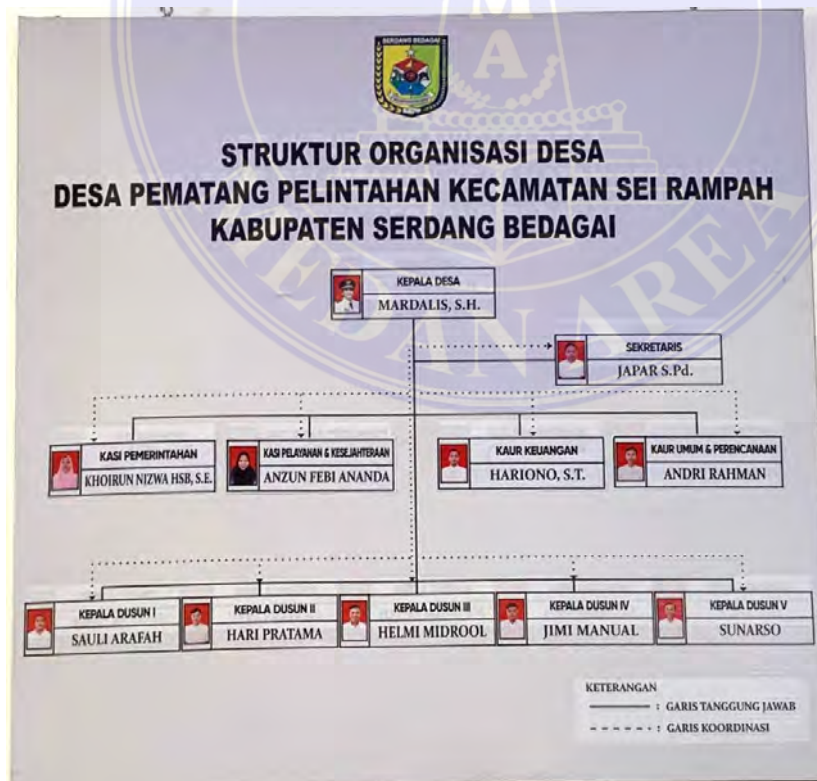 SERDANG BEDAGAI
STRUKTUR ORGANISASI DESA
DESA PEMATANG PELINTAHAN KECAMATAN SEI RAMPAH
KABUPATEN SERDANG BEDAGAI
KEPALA DESA
MARDALIS, S.H.
SEKRETARIS
JAPAR S.Pd.
KASI PEMERINTAHAN
KHOIRUN NIZWA HSB, S.E.
KASI PELAYANAN & KESEJAHTERAAN
ANZUN FEBI ANANDA
KAUR KEUANGAN
HARIONO, S.T.
KAUR UMUM & PERENCANAAN
ANDRI RAHMAN
KEPALA DUSUN I
SAULI ARAFAH
KEPALA DUSUN II
HARI PRATAMA
KEPALA DUSUN III
HELMI MIDROOL
KEPALA DUSUN IV
JIMI MANUAL
KEPALA DUSUN V
SUNARSO
KETERANGAN
: GARIS TANGGUNG JAWAB
: GARIS KOORDINASI
MEDAN AREA